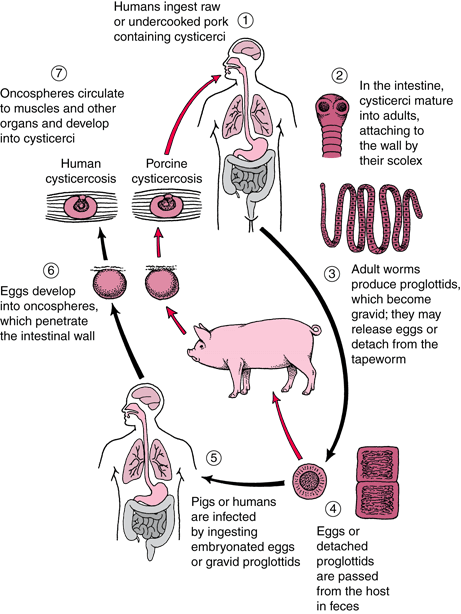 ①
Humans ingest raw
or undercooked pork
containing cysticerci
②
In the intestine,
cysticerci mature
into adults,
attaching to
the wall by
their scolex
③
Adult worms
produce proglottids,
which become
gravid; they may
release eggs or
detach from the
tapeworm
④
Eggs or
detached
proglottids
are passed
from the host
in feces
⑤
Pigs or humans
are infected
by ingesting
embryonated eggs
or gravid proglottids
⑥
Eggs develop
into oncospheres,
which penetrate
the intestinal wall
⑦
Oncospheres circulate
to muscles and other
organs and develop
into cysticerci
Human
cysticercosis
Porcine
cysticercosis